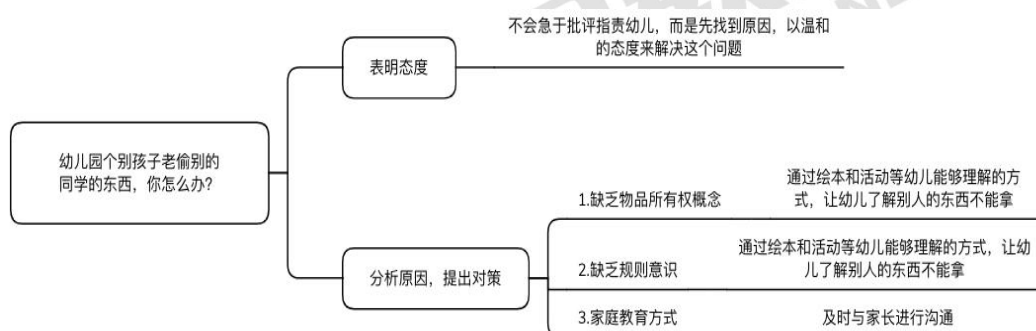 不会急于批评指责幼儿，而是先找到原因，以温和
的态度来解决这个问题
表明态度
幼儿园个别孩子老偷别的
同学的东西，你怎么办?
1.缺乏物品所有权概念
通过绘本和活动等幼儿能够理解的方
式，让幼儿了解别人的东西不能拿
分析原因，提出对策
2.缺乏规则意识
通过绘本和活动等幼儿能够理解的方式，让幼
儿了解别人的东西不能拿
3.家庭教育方式
及时与家长进行沟通